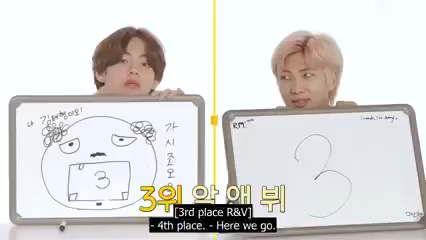 나 김태형이요!
가
시
죠
오
3
RM.
3
3위 알 앤 뷔
[3rd place R&V]
- 4th place. - Here we go.